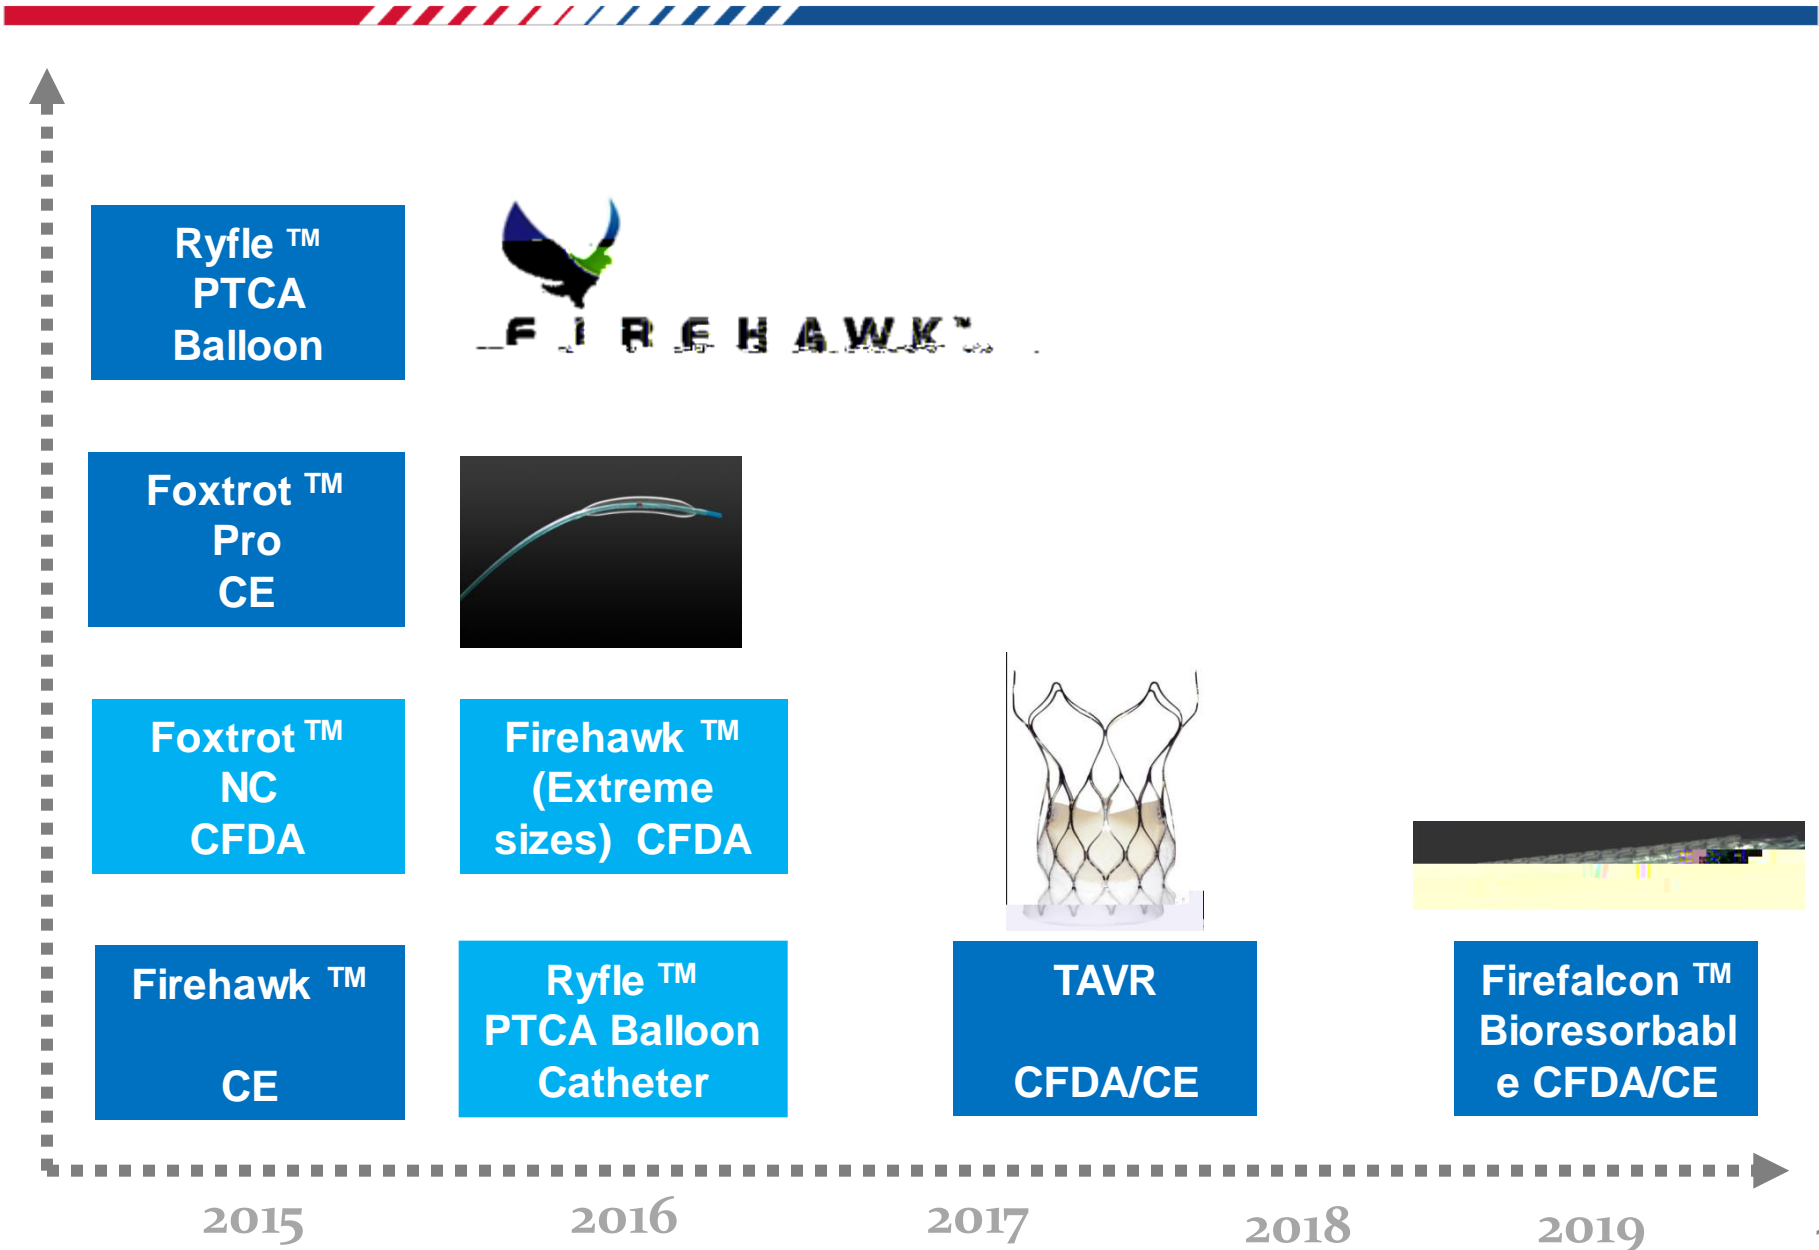 Ryfle ™
PTCA
Balloon
FIREHAWK™
Foxtrot ™
Pro
CE
Foxtrot ™
NC
CFDA
Firehawk ™
(Extreme
sizes) CFDA
Firehawk ™
CE
Ryfle ™
PTCA Balloon
Catheter
TAVR
CFDA/CE
Firefalcon ™
Bioresorbabl
e CFDA/CE
2015
2016
2017
2018
2019